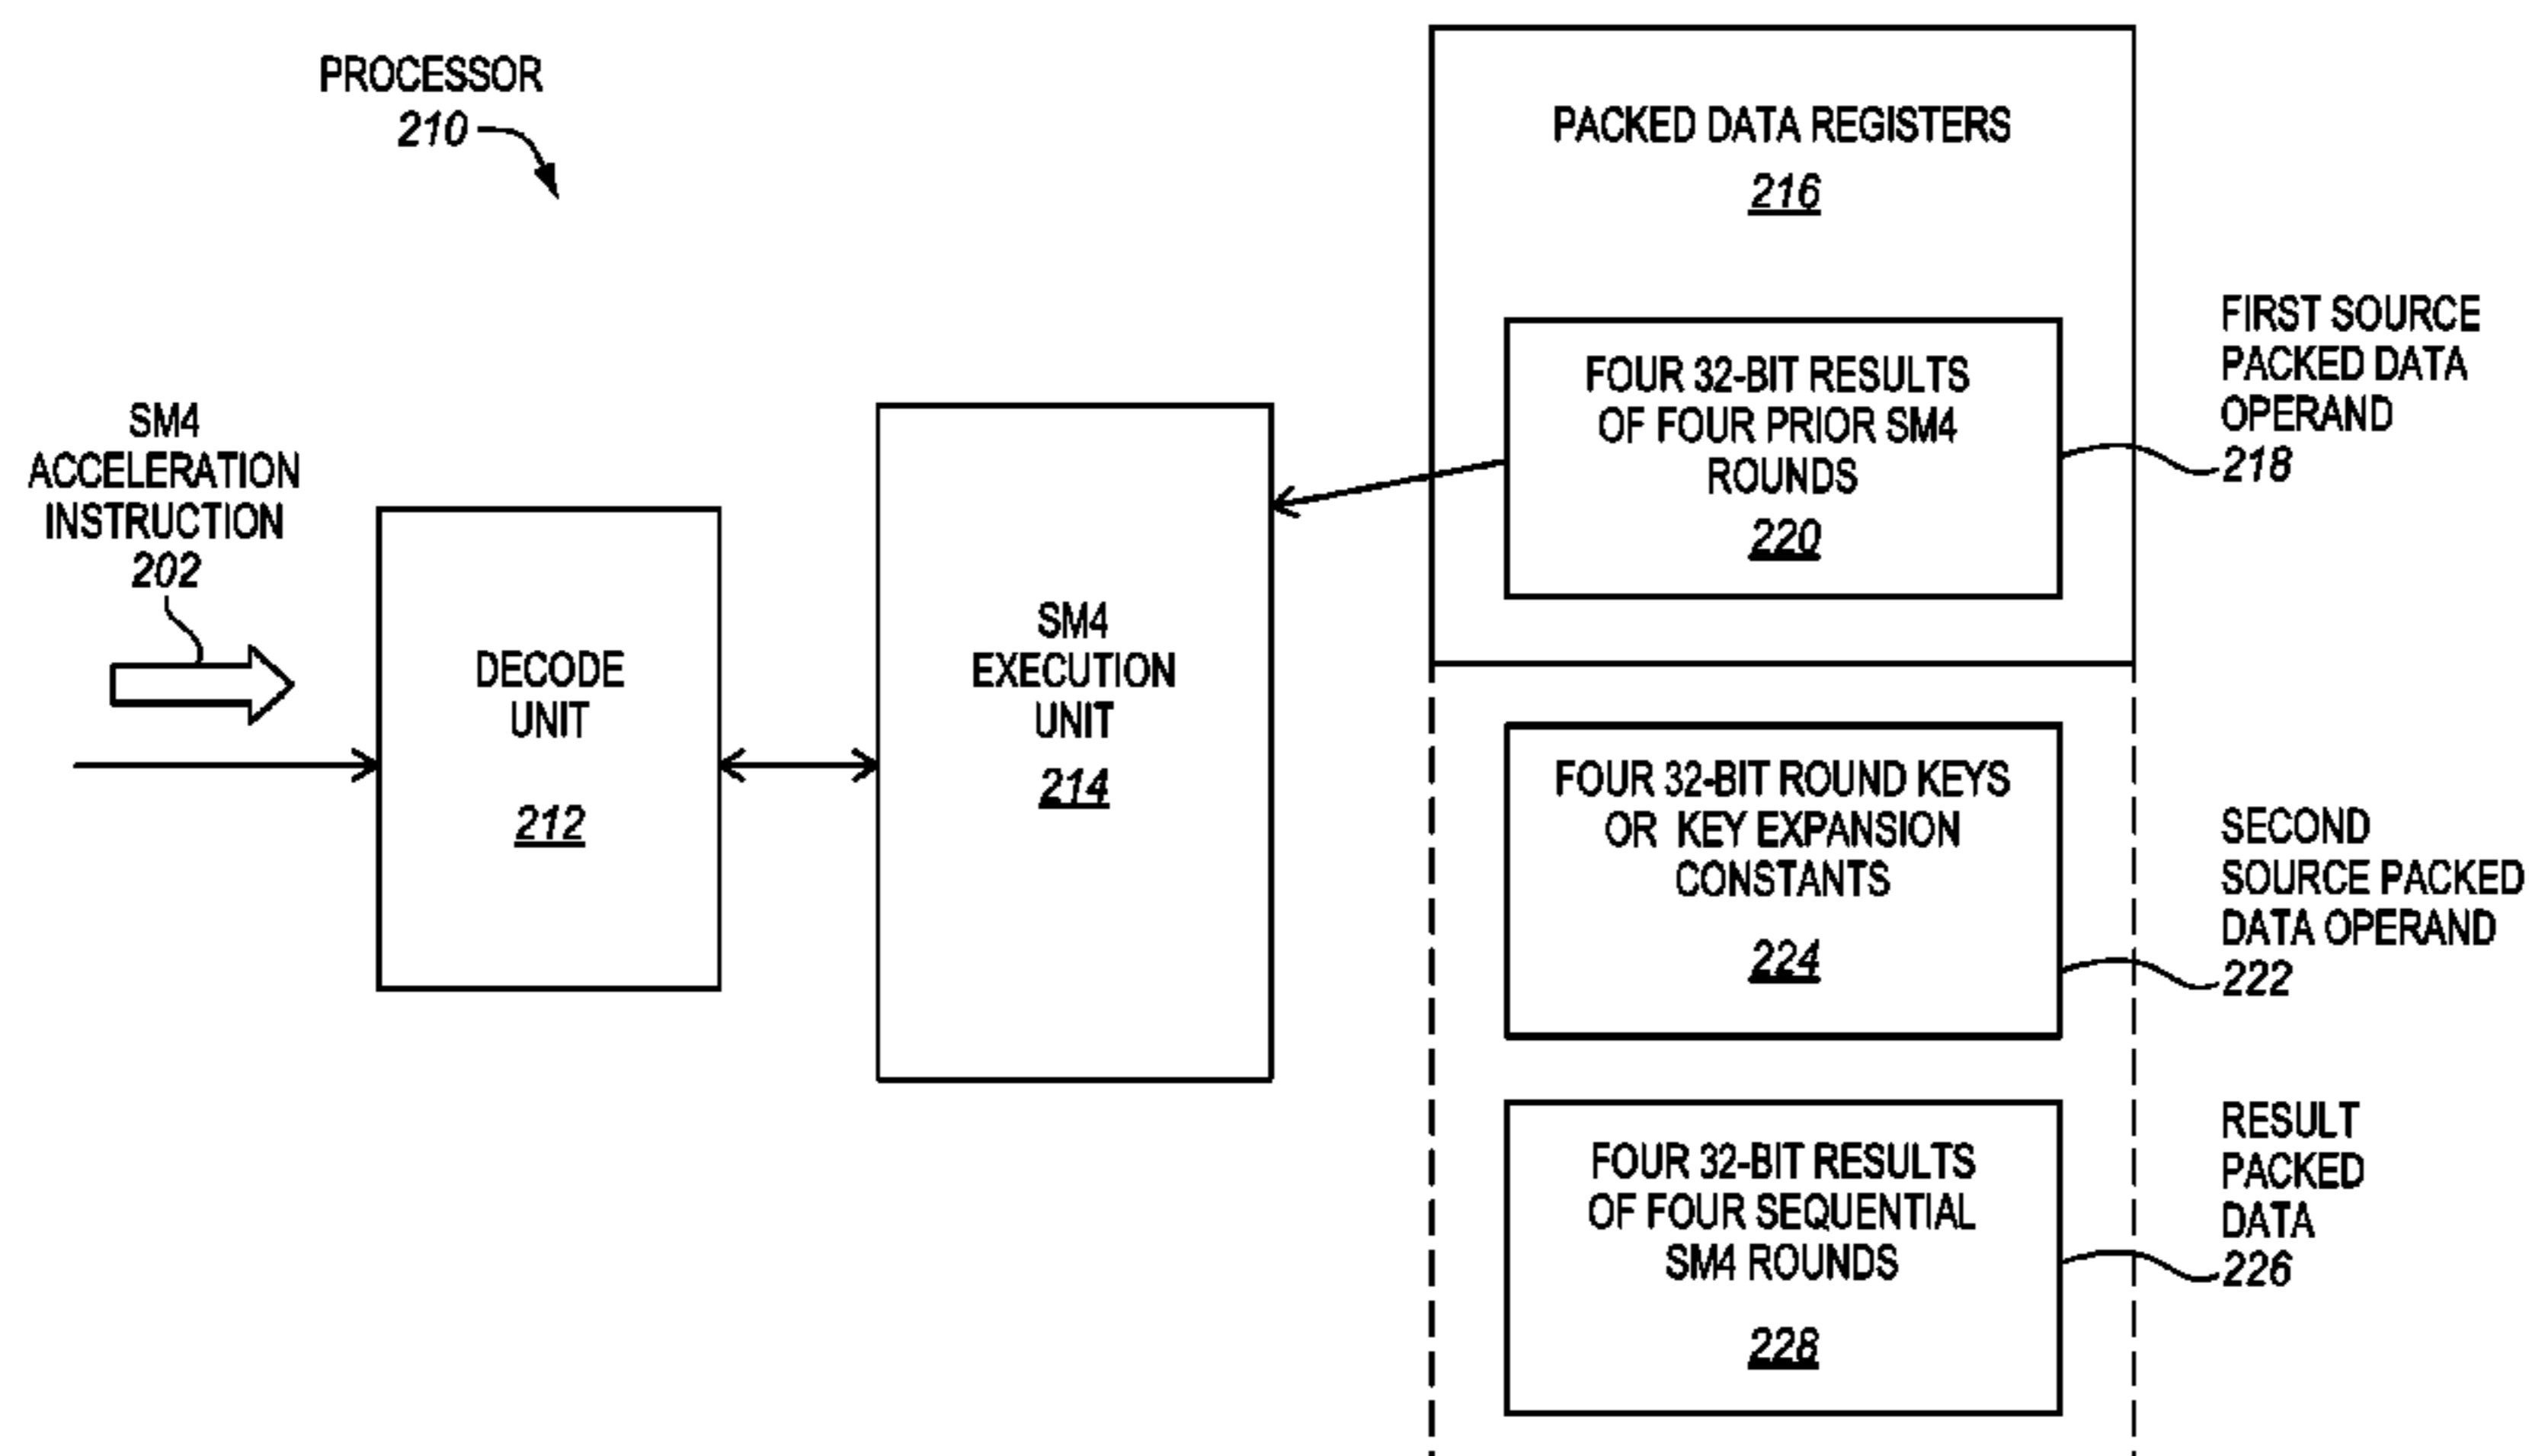 PROCESSOR
210
PACKED DATA REGISTERS
216
FOUR 32-BIT RESULTS
OF FOUR PRIOR SM4
ROUNDS
220
FIRST SOURCE
PACKED DATA
OPERAND
218
SM4
ACCELERATION
INSTRUCTION
202
DECODE
UNIT
212
SM4
EXECUTION
UNIT
214
FOUR 32-BIT ROUND KEYS
OR KEY EXPANSION
CONSTANTS
224
SECOND
SOURCE PACKED
DATA OPERAND
222
FOUR 32-BIT RESULTS
OF FOUR SEQUENTIAL
SM4 ROUNDS
228
RESULT
PACKED
DATA
226